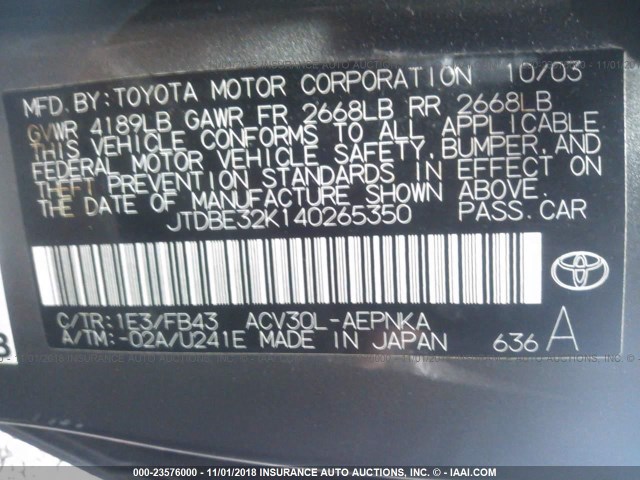 MFD. BY: TOYOTA MOTOR CORPORATION 10/03
GVWR 4189LB GAWR FR 2668LB RR 2668LB
THIS VEHICLE CONFORMS TO ALL APPLICABLE
FEDERAL MOTOR VEHICLE SAFETY, BUMPER, AND
THEFT PREVENTION STANDARDS IN EFFECT ON
THE DATE OF MANUFACTURE SHOWN ABOVE.
JTDBE32K140265350 PASS. CAR
C/TR: 1E3/FB43 ACV30L-AEPNKA
A/TM: -02A/U241E MADE IN JAPAN 636 A
B
000-23576000 - 11/01/2018 INSURANCE AUTO AUCTIONS, INC. - IAAI.COM